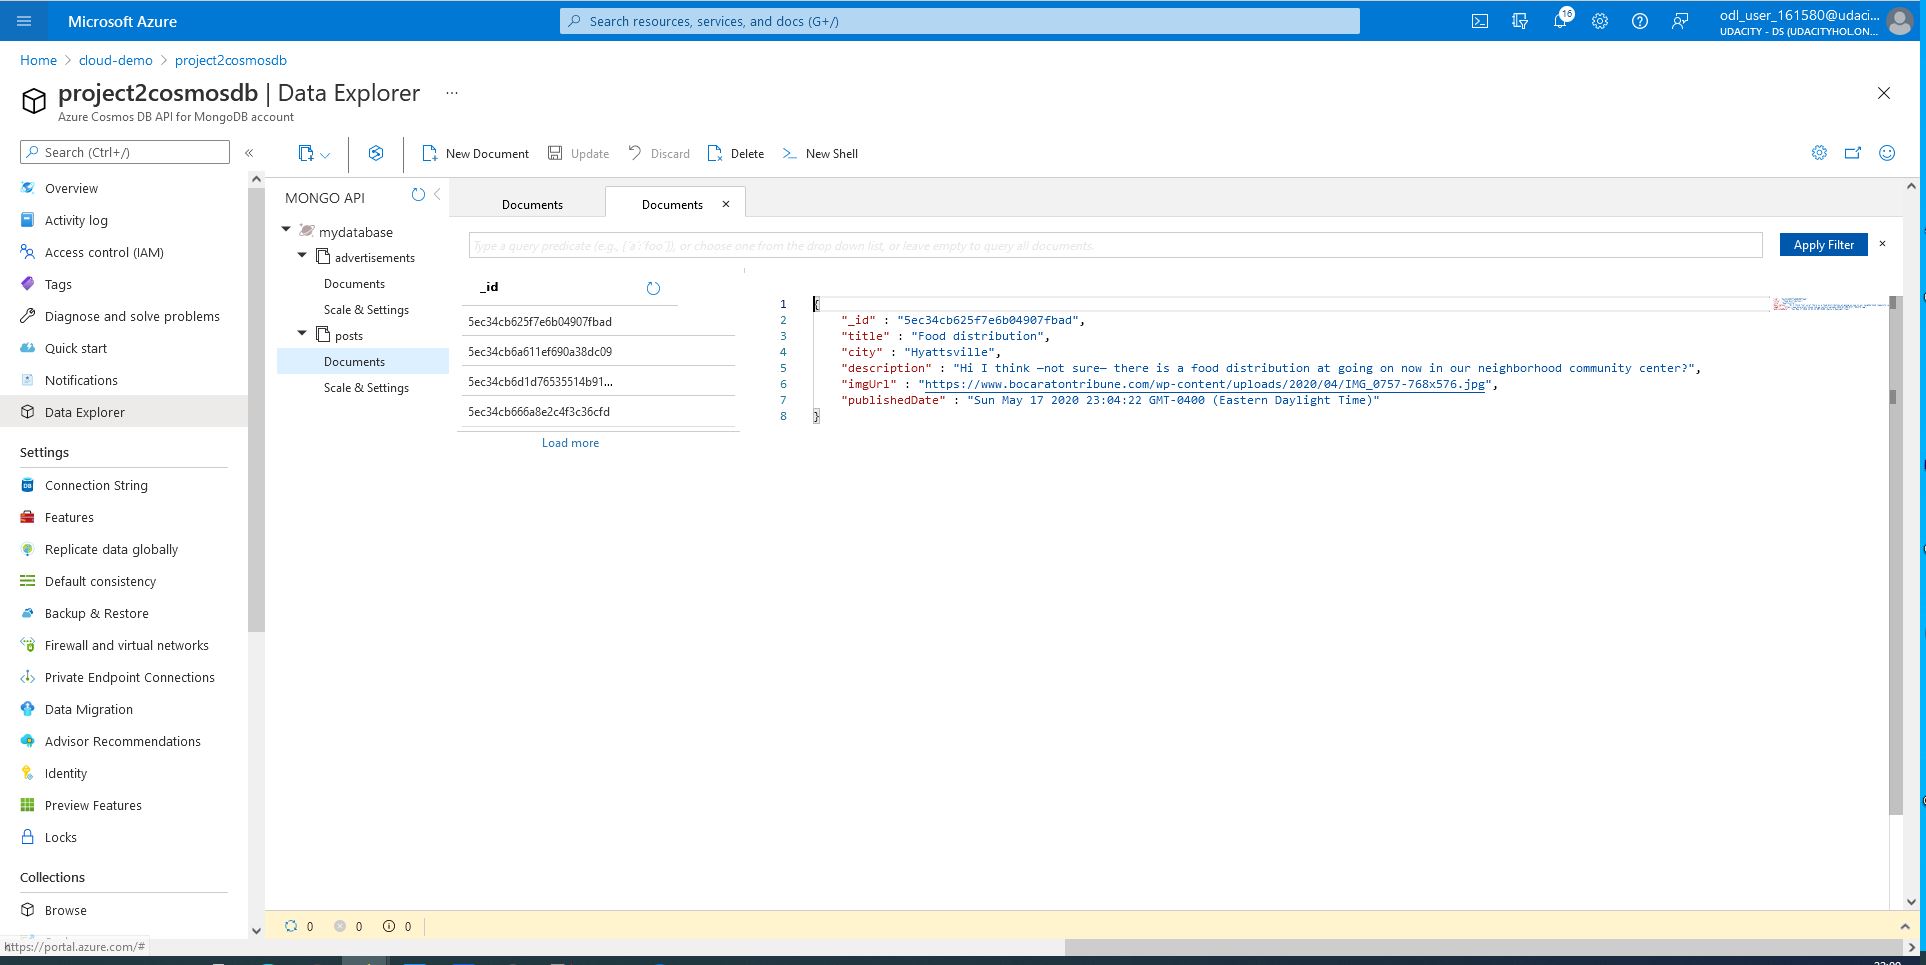 Microsoft Azure
Search resources, services, and docs (G+/)
16
odl_user_161580@udaci...
UDACITY - DS (UDACITYHOL.ON...
Home > cloud-demo > project2cosmosdb
project2cosmosdb | Data Explorer ...
Azure Cosmos DB API for MongoDB account
Search (Ctrl+/)
«
New Document
Update
Discard
Delete
New Shell
Overview
Activity log
Access control (IAM)
Tags
Diagnose and solve problems
Quick start
Notifications
Data Explorer
Settings
Connection String
Features
Replicate data globally
Default consistency
Backup & Restore
Firewall and virtual networks
Private Endpoint Connections
Data Migration
Advisor Recommendations
Identity
Preview Features
Locks
Collections
Browse
https://portal.azure.com/#
MONGO API
mydatabase
advertisements
Documents
Scale & Settings
posts
Documents
Scale & Settings
Documents
Documents
Type a query predicate (e.g., {´a´:´foo´}), or choose one from the drop down list, or leave empty to query all documents.
Apply Filter
_id
5ec34cb625f7e6b04907fbad
5ec34cb6a611ef690a38dc09
5ec34cb6d1d76535514b91...
5ec34cb666a8e2c4f3c36cfd
Load more
1 {
2 "_id" : "5ec34cb625f7e6b04907fbad",
3 "title" : "Food distribution",
4 "city" : "Hyattsville",
5 "description" : "Hi I think —not sure— there is a food distribution at going on now in our neighborhood community center?",
6 "imgUrl" : "https://www.bocaratontribune.com/wp-content/uploads/2020/04/IMG_0757-768x576.jpg",
7 "publishedDate" : "Sun May 17 2020 23:04:22 GMT-0400 (Eastern Daylight Time)"
8 }
0 0 0